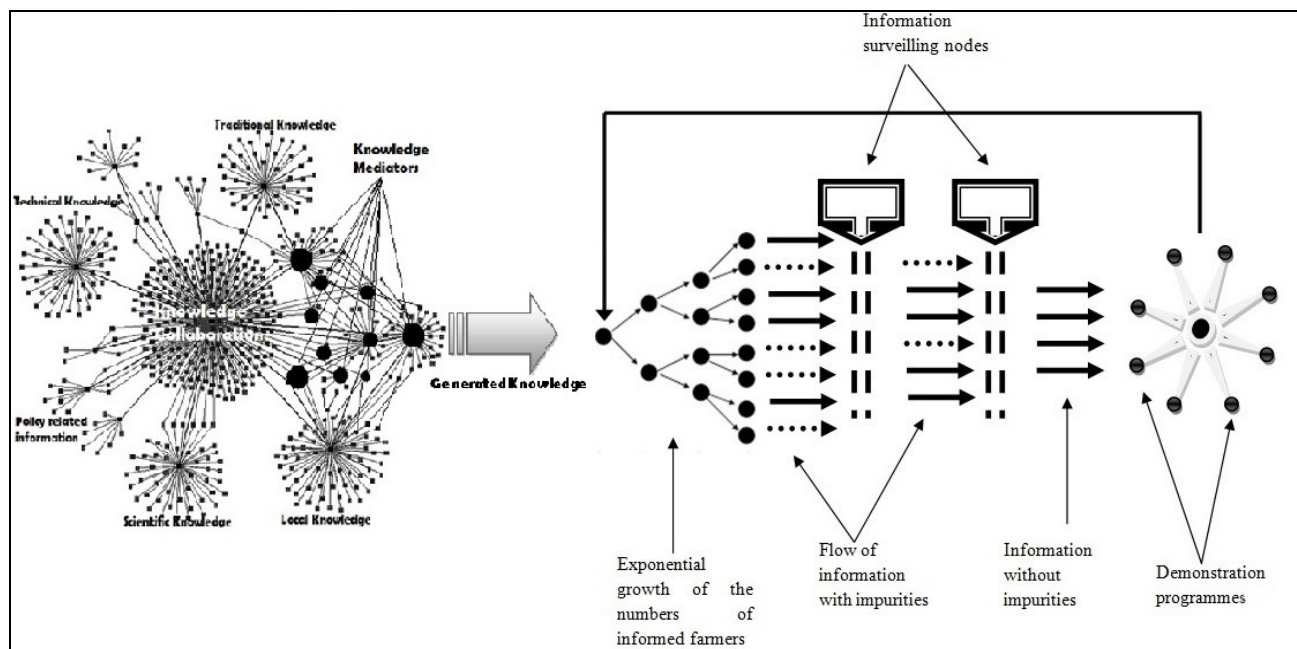 Information
surveilling nodes
Traditional Knowledge
Knowledge
Mediators
Technical Knowledge
Knowledge
collaboration
Generated Knowledge
Policy related
information
Scientific Knowledge
Local Knowledge
Exponential
growth of the
numbers of
informed farmers
Flow of
information
with impurities
Information
without
impurities
Demonstration
programmes